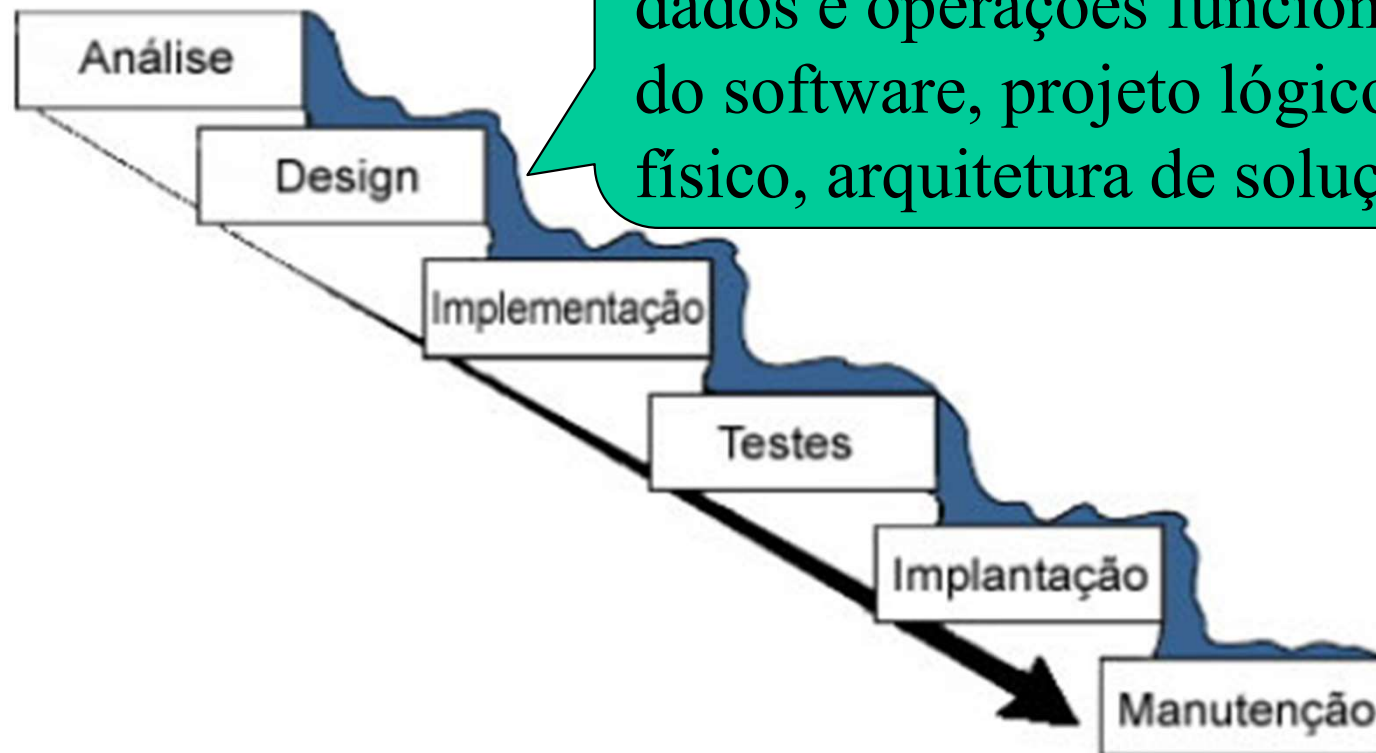 Análise
dados e operações
do software, projeto
físico, arquitetura de
Design
Implementação
Testes
Implantação
Manutenção